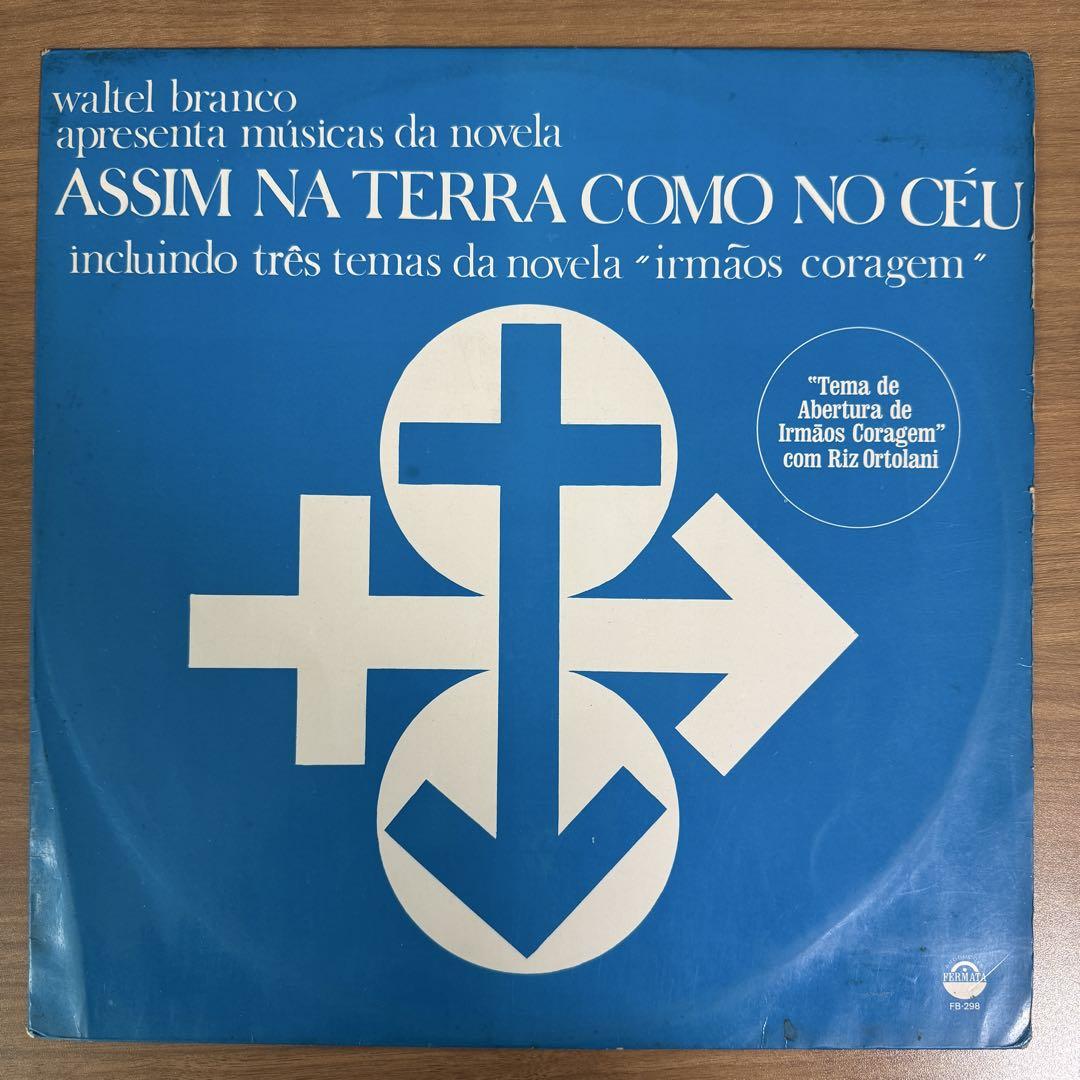 waltel branco
apresenta músicas da novela
ASSIM NA TERRA COMO NO CÉU
incluindo três temas da novela "irmãos coragem"
"Tema de
Abertura de
Irmãos Coragem"
com Riz Ortolani
FERMATA
FB-298